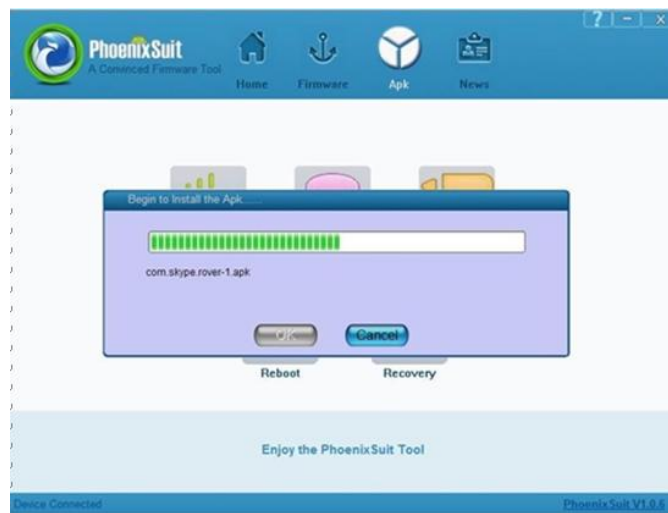 PhoenixSuit
A Convinced Firmware Tool
Home Firmware Apk News
? - x
Begin to Install the Apk......
com.skype.rover-1.apk
OK Cancel
Reboot Recovery
Enjoy the PhoenixSuit Tool
Device Connected PhoenixSuit V1.0.6